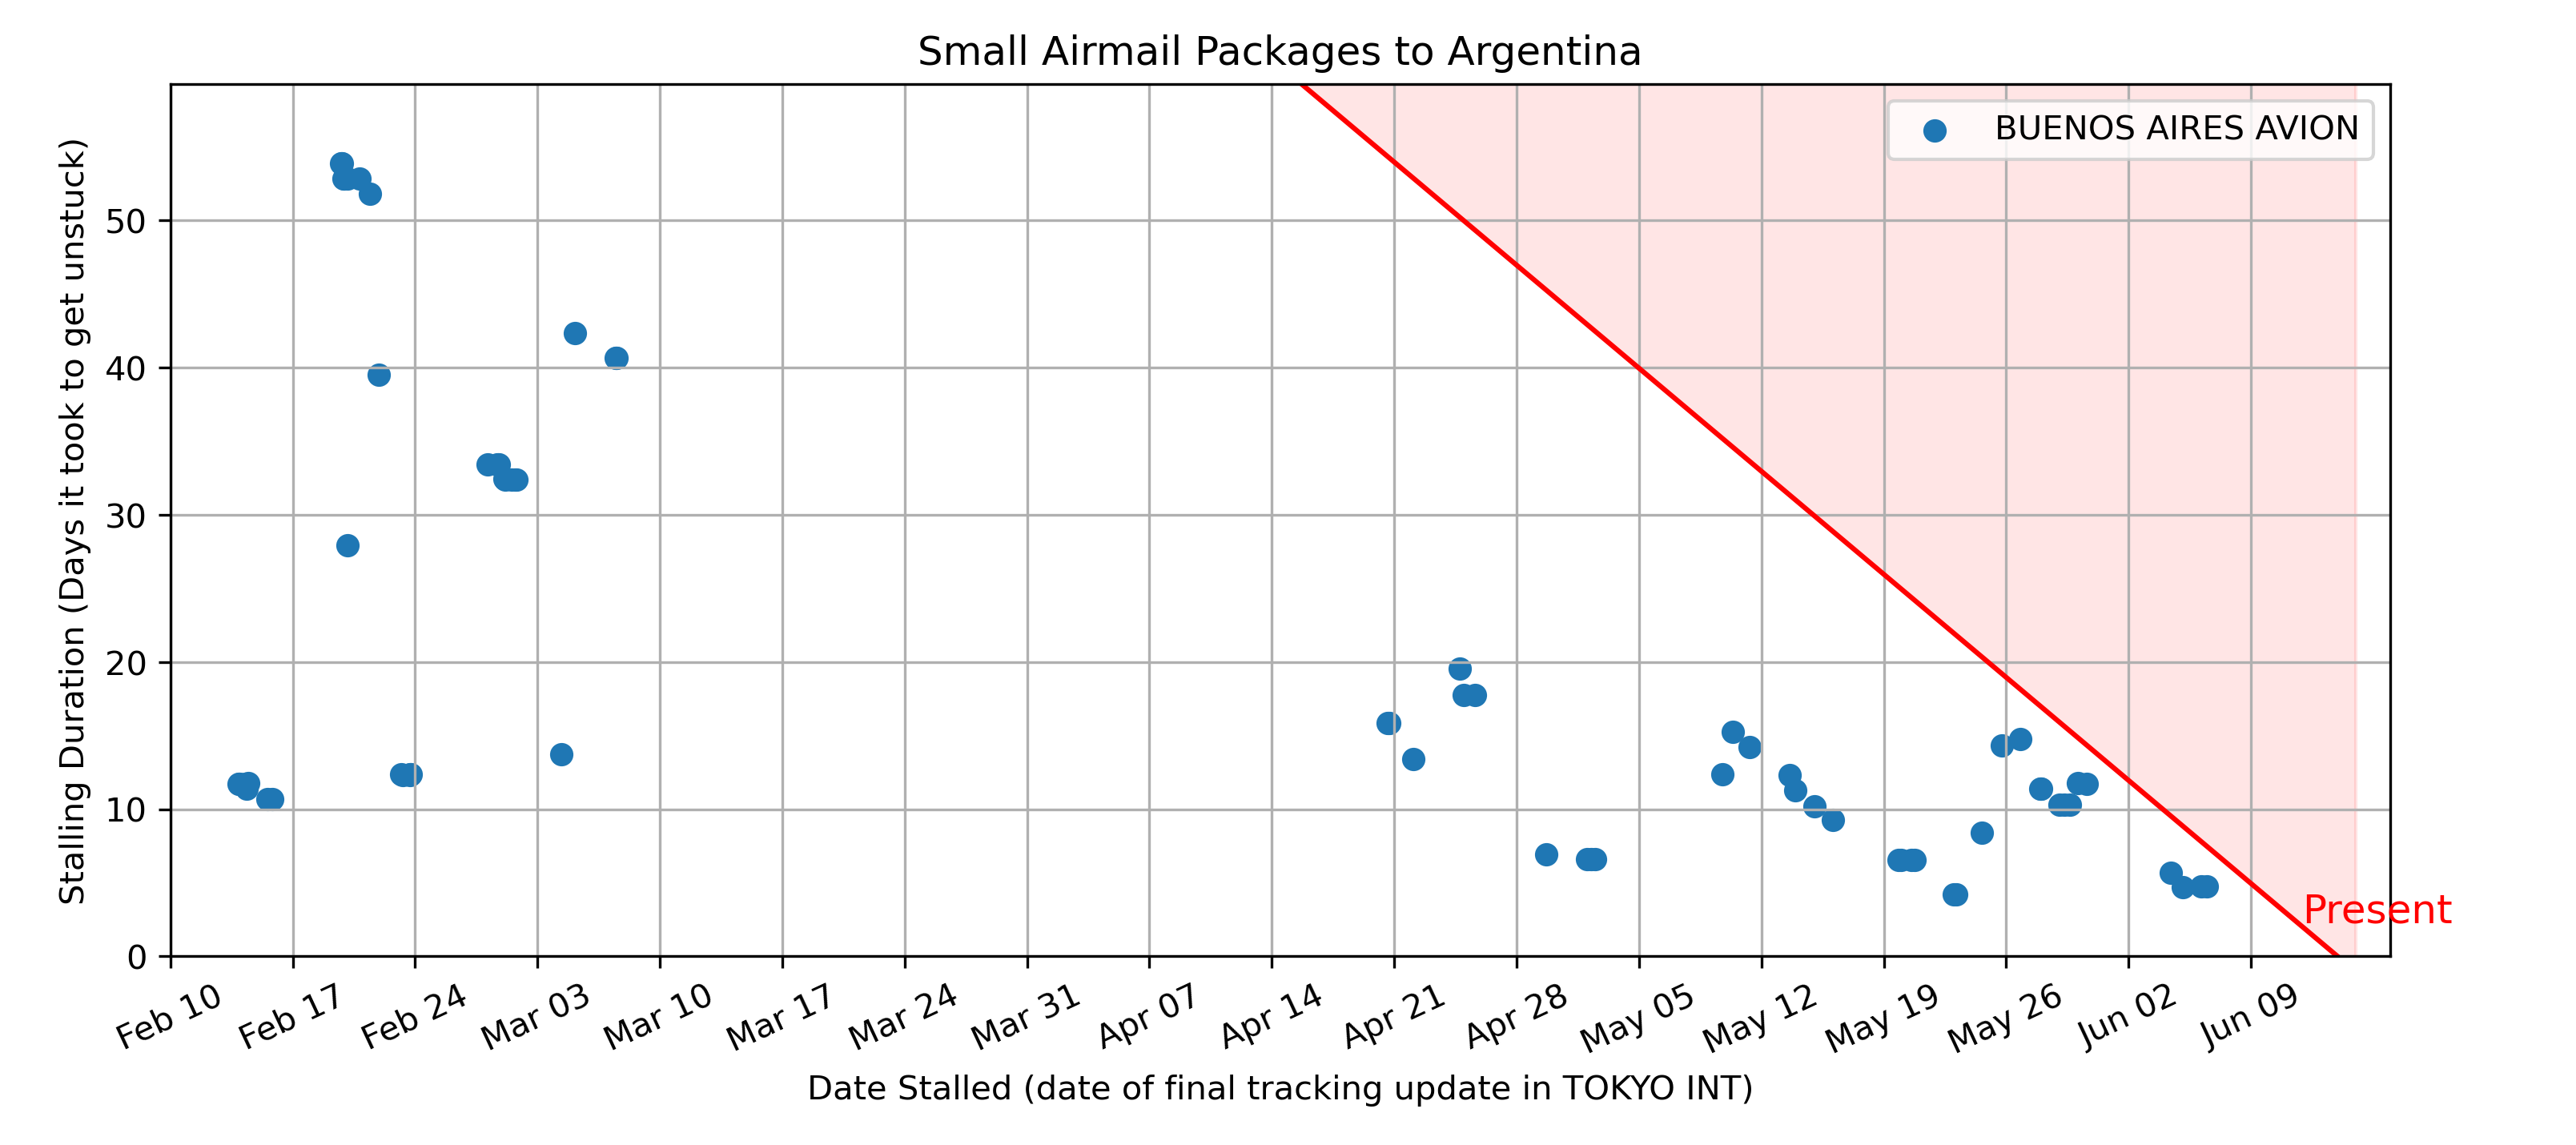 Small Airmail Packages to Argentina
BUENOS AIRES AVION
Stalling Duration (Days it took to get unstuck)
50
40
30
20
10
0
Present
Feb 10
Feb 17
Feb 24
Mar 03
Mar 10
Mar 17
Mar 24
Mar 31
Apr 07
Apr 14
Apr 21
Apr 28
May 05
May 12
May 19
May 26
Jun 02
Jun 09
Date Stalled (date of final tracking update in TOKYO INT)